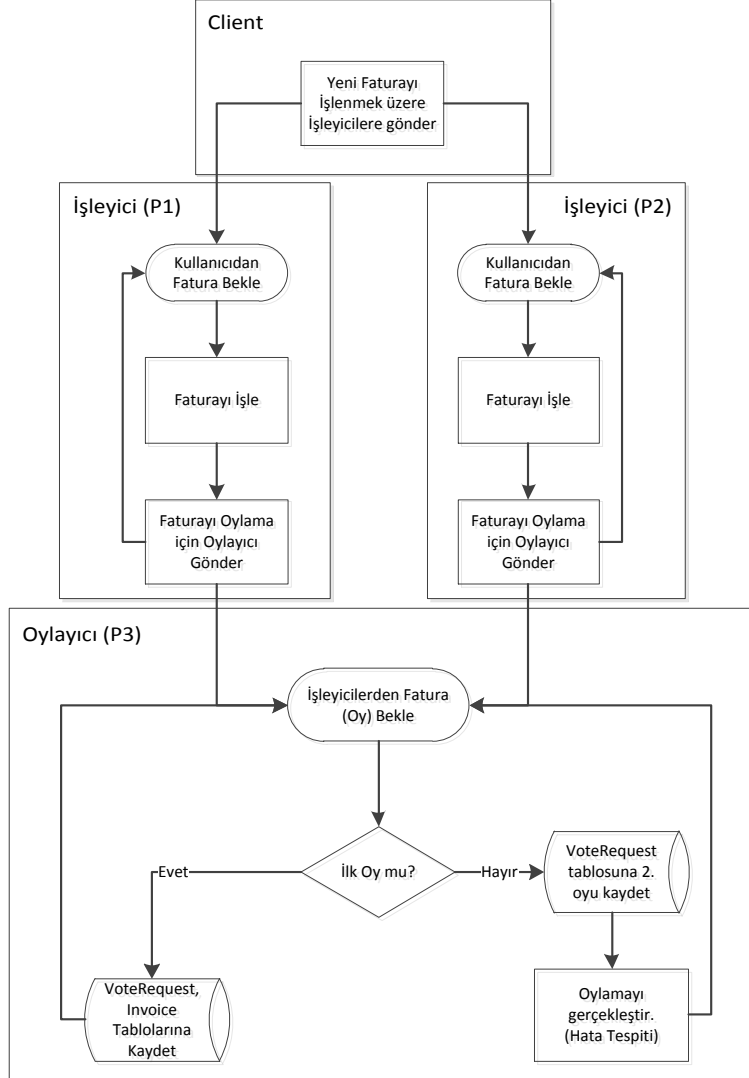 Client
Yeni Faturayı
İşlenmek üzere
İşleyicilere gönder
İşleyici (P1)
Kullanıcıdan
Fatura Bekle
Faturayı İşle
Faturayı Oylama
için Oylayıcı
Gönder
İşleyici (P2)
Kullanıcıdan
Fatura Bekle
Faturayı İşle
Faturayı Oylama
için Oylayıcı
Gönder
Oylayıcı (P3)
İşleyicilerden Fatura
(Oy) Bekle
İlk Oy mu?
Evet
Hayır
VoteRequest
tablosuna 2.
oyu kaydet
VoteRequest,
Invoice
Tablolarına
Kaydet
Oylamayı
gerçekleştir.
(Hata Tespiti)